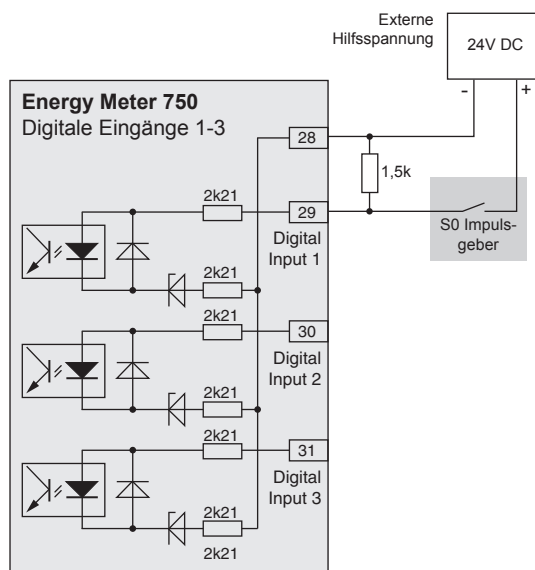 Externe
Hilfsspannung
24V DC
- +
Energy Meter 750
Digitale Eingänge 1-3
28
1,5k
2k21
29
S0 Impuls-
geber
Digital
Input 1
2k21
2k21
30
Digital
Input 2
2k21
2k21
31
Digital
Input 3
2k21
2k21